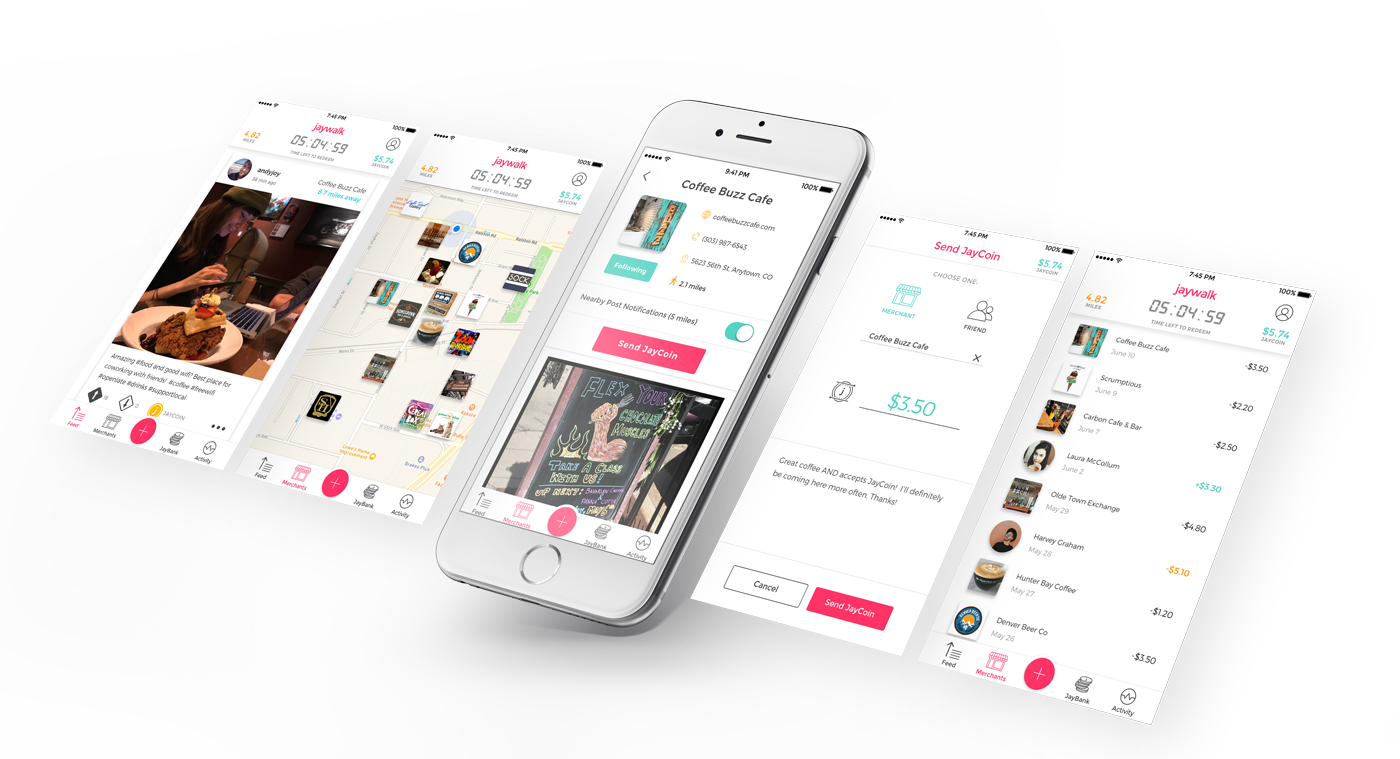 7:45 PM
100%
4.82
MILES
jaywalk
05:04:59
TIME LEFT TO REDEEM
$5.74
JAYCOIN
andyjoy
38 min ago
Coffee Buzz Cafe
8.7 miles away
Amazing #food and good wifi? Best place for
coworking with friends! #coffee #freewifi
#openlate #drinks #supportlocal
JAYCOIN
Feed
Merchants
JayBank
Activity
7:45 PM
100%
4.82
MILES
jaywalk
05:04:59
TIME LEFT TO REDEEM
$5.74
JAYCOIN
Ralston Rd
Ralston Rd
Feed
Merchants
JayBank
Activity
9:41 PM
100%
Coffee Buzz Cafe
coffeebuzzcafe.com
(303) 987-6543
5623 56th St, Anytown, CO
2.1 miles
Following
Nearby Post Notifications (5 miles)
Send JayCoin
FLEX YOUR
CHOCOLATE
MUSCLES
TAKE A CLASS
WITH US!
UP NEXT:
Feed
Merchants
JayBank
Activity
7:45 PM
100%
Send JayCoin
$5.74
JAYCOIN
CHOOSE ONE:
MERCHANT
FRIEND
Coffee Buzz Cafe
$3.50
Great coffee AND accepts JayCoin! I'll definitely
be coming here more often. Thanks!
Cancel
Send JayCoin
7:45 PM
100%
4.82
MILES
jaywalk
05:04:59
TIME LEFT TO REDEEM
$5.74
JAYCOIN
Coffee Buzz Cafe
June 10
-$3.50
Scrumptious
June 9
-$2.20
Carbon Cafe & Bar
June 7
-$2.50
Laura McCollum
June 2
+$3.30
Olde Town Exchange
May 29
-$4.80
Harvey Graham
May 28
-$5.10
Hunter Bay Coffee
May 27
-$1.20
Denver Beer Co
May 26
-$3.50
Feed
Merchants
JayBank
Activity